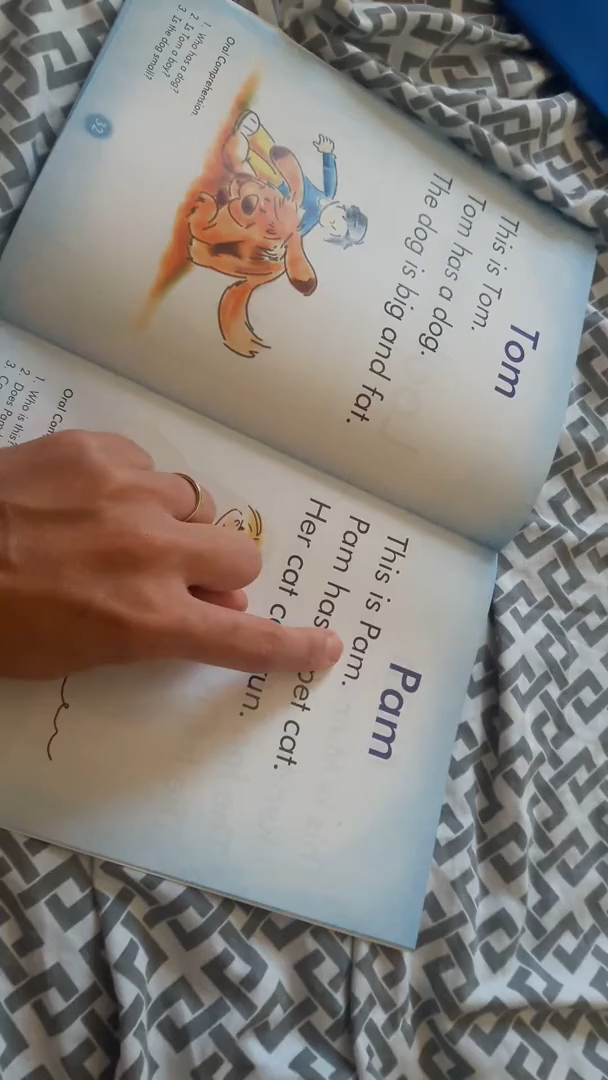 Tom
This is Tom.
Tom has a dog.
The dog is big and fat.
Oral Comprehension
1. Who has a dog?
2. Is Tom a boy?
3. Is the dog small?
32
Pam
This is Pam.
Pam has pet cat.
Her cat run.
Oral
1. Who is this?
2. Does
3.